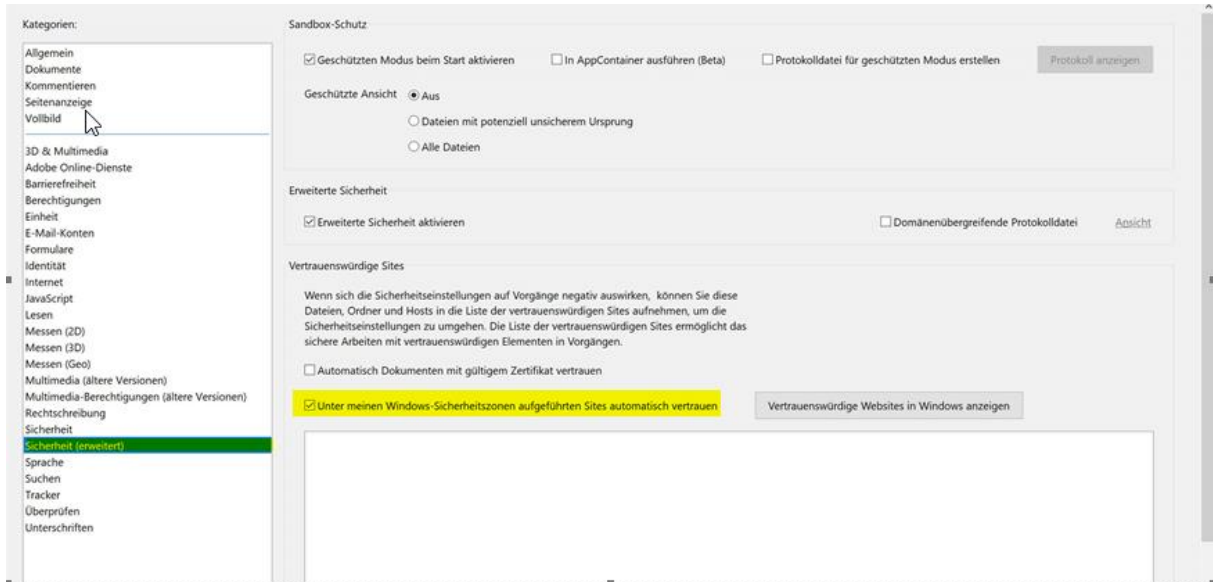 Kategorien:
Allgemein
Dokumente
Kommentieren
Seitenanzeige
Vollbild
3D & Multimedia
Adobe Online-Dienste
Barrierefreiheit
Berechtigungen
Einheit
E-Mail-Konten
Formulare
Identität
Internet
JavaScript
Lesen
Messen (2D)
Messen (3D)
Messen (Geo)
Multimedia (ältere Versionen)
Multimedia-Berechtigungen (ältere Versionen)
Rechtschreibung
Sicherheit
Sicherheit (erweitert)
Sprache
Suchen
Tracker
Überprüfen
Unterschriften
Sandbox-Schutz
Geschützten Modus beim Start aktivieren
In AppContainer ausführen (Beta)
Protokolldatei für geschützten Modus erstellen
Protokoll anzeigen
Geschützte Ansicht
Aus
Dateien mit potenziell unsicherem Ursprung
Alle Dateien
Erweiterte Sicherheit
Erweiterte Sicherheit aktivieren
Domänenübergreifende Protokolldatei
Ansicht
Vertrauenswürdige Sites
Wenn sich die Sicherheitseinstellungen auf Vorgänge negativ auswirken, können Sie diese
Dateien, Ordner und Hosts in die Liste der vertrauenswürdigen Sites aufnehmen, um die
Sicherheitseinstellungen zu umgehen. Die Liste der vertrauenswürdigen Sites ermöglicht das
sichere Arbeiten mit vertrauenswürdigen Elementen in Vorgängen.
Automatisch Dokumenten mit gültigem Zertifikat vertrauen
Unter meinen Windows-Sicherheitszonen aufgeführten Sites automatisch vertrauen
Vertrauenswürdige Websites in Windows anzeigen